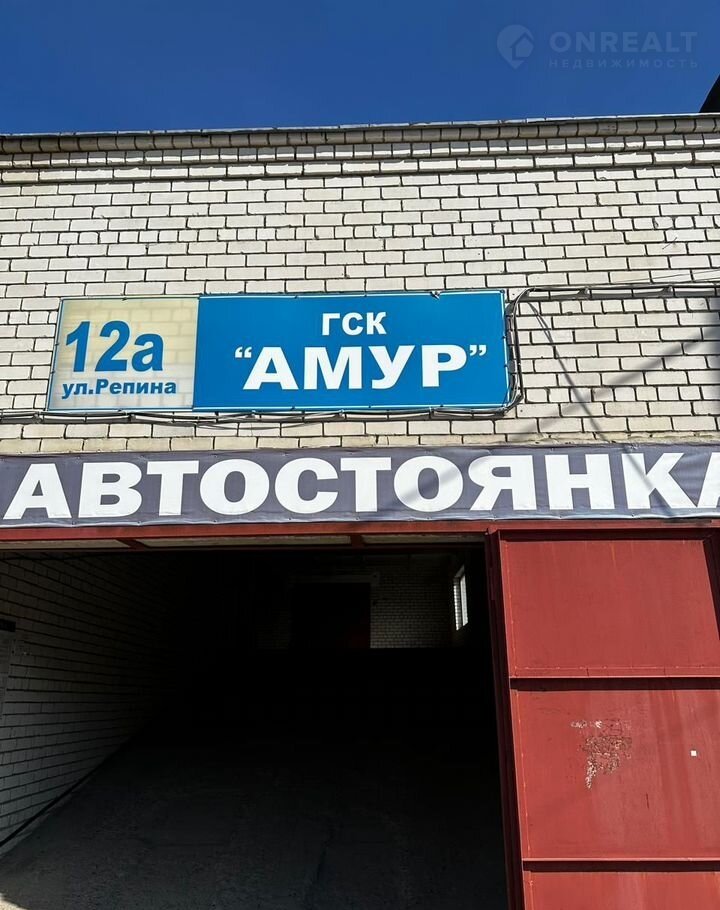 ONREALT
НЕДВИЖИМОСТЬ
12а
ул.Репина
ГСК
“АМУР”
АВТОСТОЯНКА